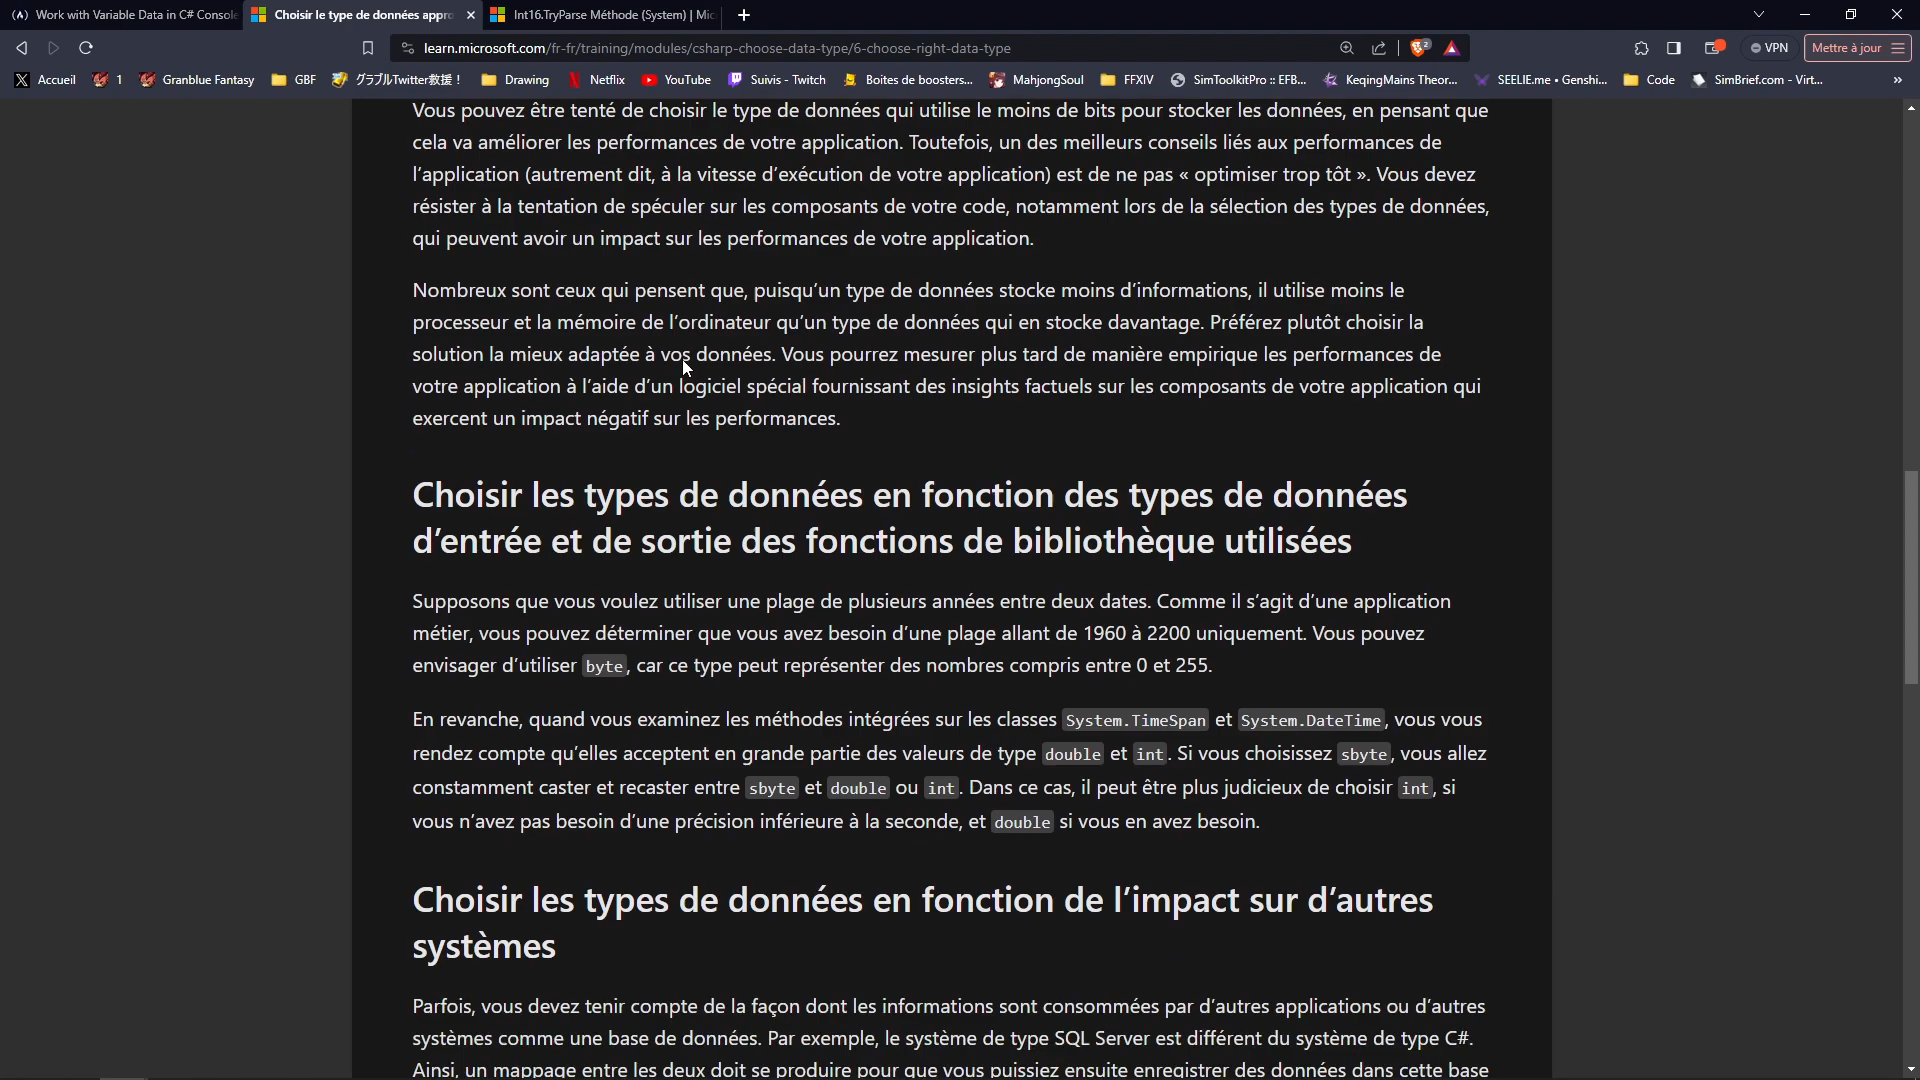 Work with Variable Data in C# Console
Choisir le type de données appro
Int16.TryParse Méthode (System) | Mic
learn.microsoft.com/fr-fr/training/modules/csharp-choose-data-type/6-choose-right-data-type
2
VPN
Mettre à jour
Accueil
1
Granblue Fantasy
GBF
グラブルTwitter救援！
Drawing
Netflix
YouTube
Suivis - Twitch
Boites de boosters...
MahjongSoul
FFXIV
SimToolkitPro :: EFB...
KeqingMains Theor...
SEELIE.me • Genshi...
Code
SimBrief.com - Virt...
Vous pouvez être tenté de choisir le type de données qui utilise le moins de bits pour stocker les données, en pensant que
cela va améliorer les performances de votre application. Toutefois, un des meilleurs conseils liés aux performances de
l’application (autrement dit, à la vitesse d’exécution de votre application) est de ne pas « optimiser trop tôt ». Vous devez
résister à la tentation de spéculer sur les composants de votre code, notamment lors de la sélection des types de données,
qui peuvent avoir un impact sur les performances de votre application.
Nombreux sont ceux qui pensent que, puisqu’un type de données stocke moins d’informations, il utilise moins le
processeur et la mémoire de l’ordinateur qu’un type de données qui en stocke davantage. Préférez plutôt choisir la
solution la mieux adaptée à vos données. Vous pourrez mesurer plus tard de manière empirique les performances de
votre application à l’aide d’un logiciel spécial fournissant des insights factuels sur les composants de votre application qui
exercent un impact négatif sur les performances.
Choisir les types de données en fonction des types de données
d’entrée et de sortie des fonctions de bibliothèque utilisées
Supposons que vous voulez utiliser une plage de plusieurs années entre deux dates. Comme il s’agit d’une application
métier, vous pouvez déterminer que vous avez besoin d’une plage allant de 1960 à 2200 uniquement. Vous pouvez
envisager d’utiliser byte, car ce type peut représenter des nombres compris entre 0 et 255.
En revanche, quand vous examinez les méthodes intégrées sur les classes System.TimeSpan et System.DateTime, vous vous
rendez compte qu’elles acceptent en grande partie des valeurs de type double et int. Si vous choisissez sbyte, vous allez
constamment caster et recaster entre sbyte et double ou int. Dans ce cas, il peut être plus judicieux de choisir int, si
vous n’avez pas besoin d’une précision inférieure à la seconde, et double si vous en avez besoin.
Choisir les types de données en fonction de l’impact sur d’autres
systèmes
Parfois, vous devez tenir compte de la façon dont les informations sont consommées par d’autres applications ou d’autres
systèmes comme une base de données. Par exemple, le système de type SQL Server est différent du système de type C#.
Ainsi, un mappage entre les deux doit se produire pour que vous puissiez ensuite enregistrer des données dans cette base